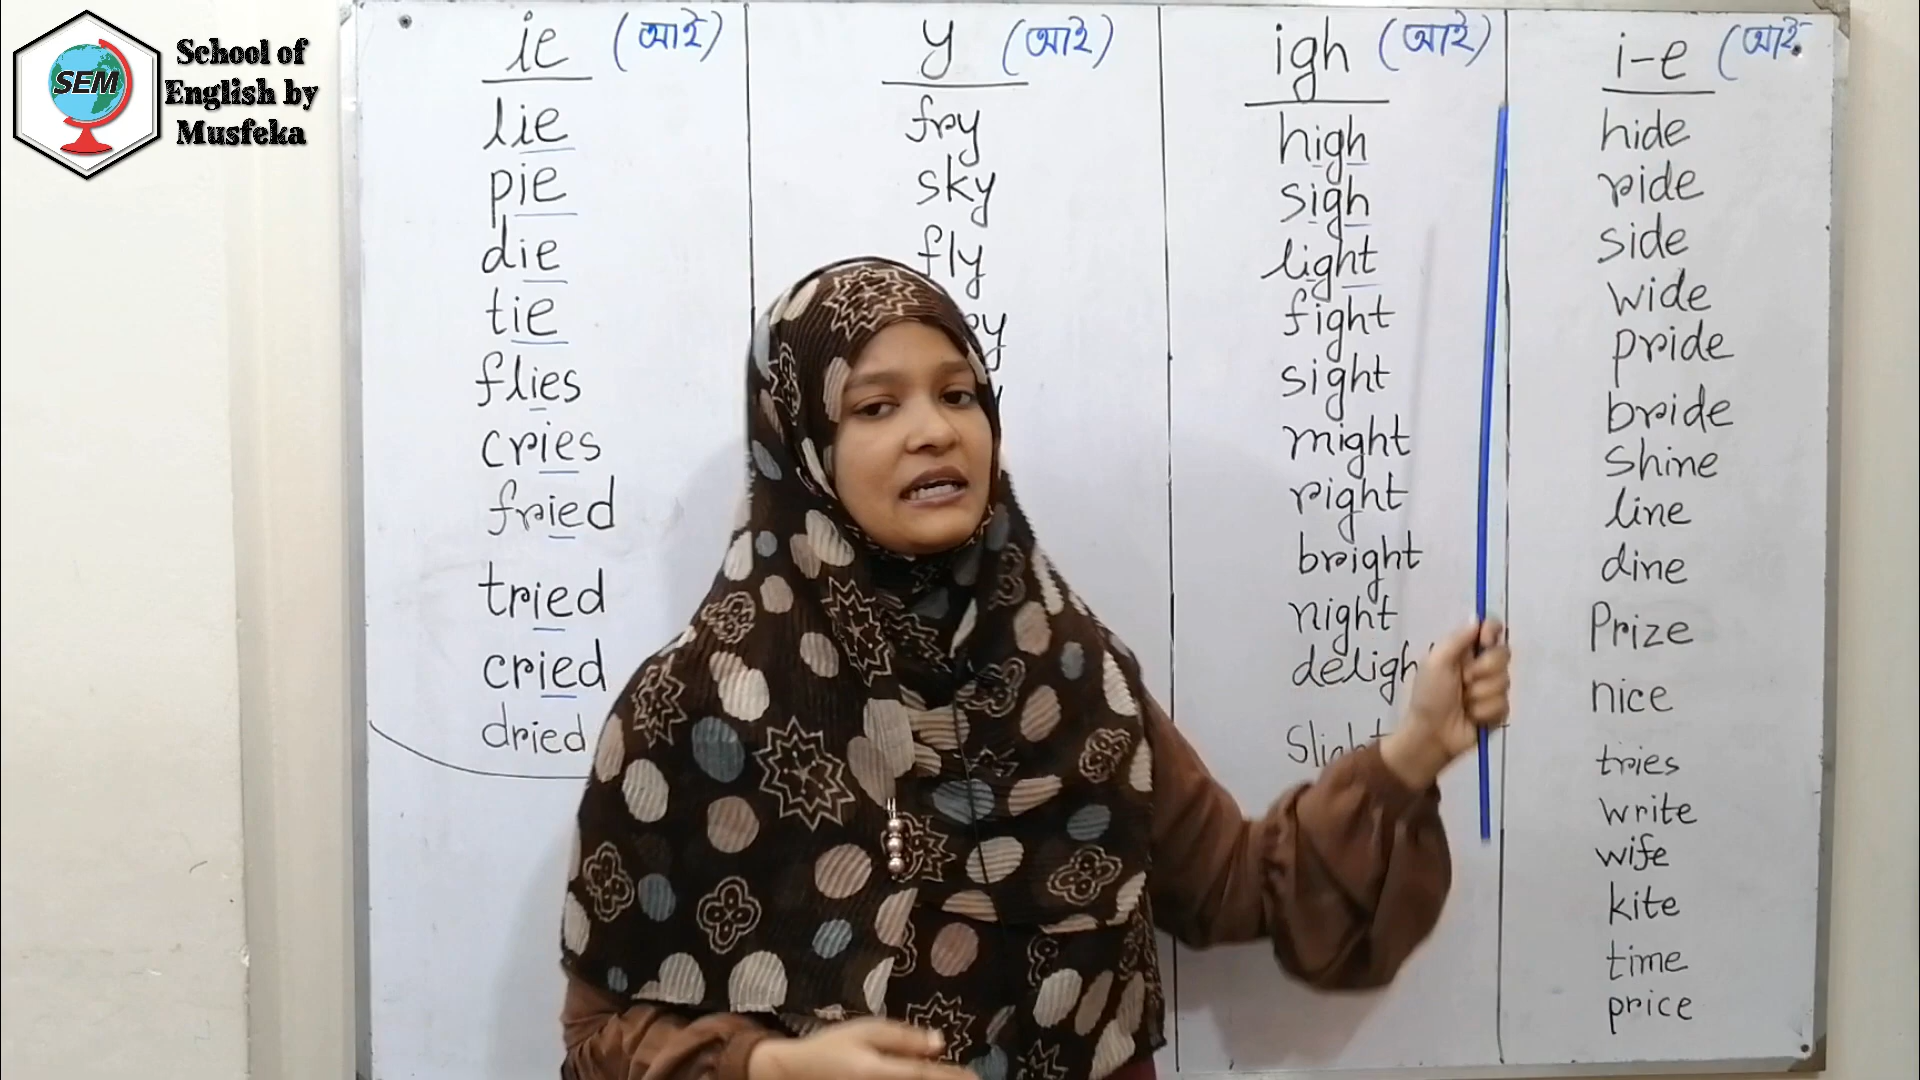 School of
English by
Musfeka
SEM
ie (আই)
lie
pie
die
tie
flies
cries
fried
tried
cried
dried
y (আই)
fry
sky
fly
igh (আই)
high
sigh
light
fight
sight
might
right
bright
night
i-e (আই
hide
ride
side
wide
pride
bride
shine
line
dine
Prize
nice
tries
write
wife
kite
time
price